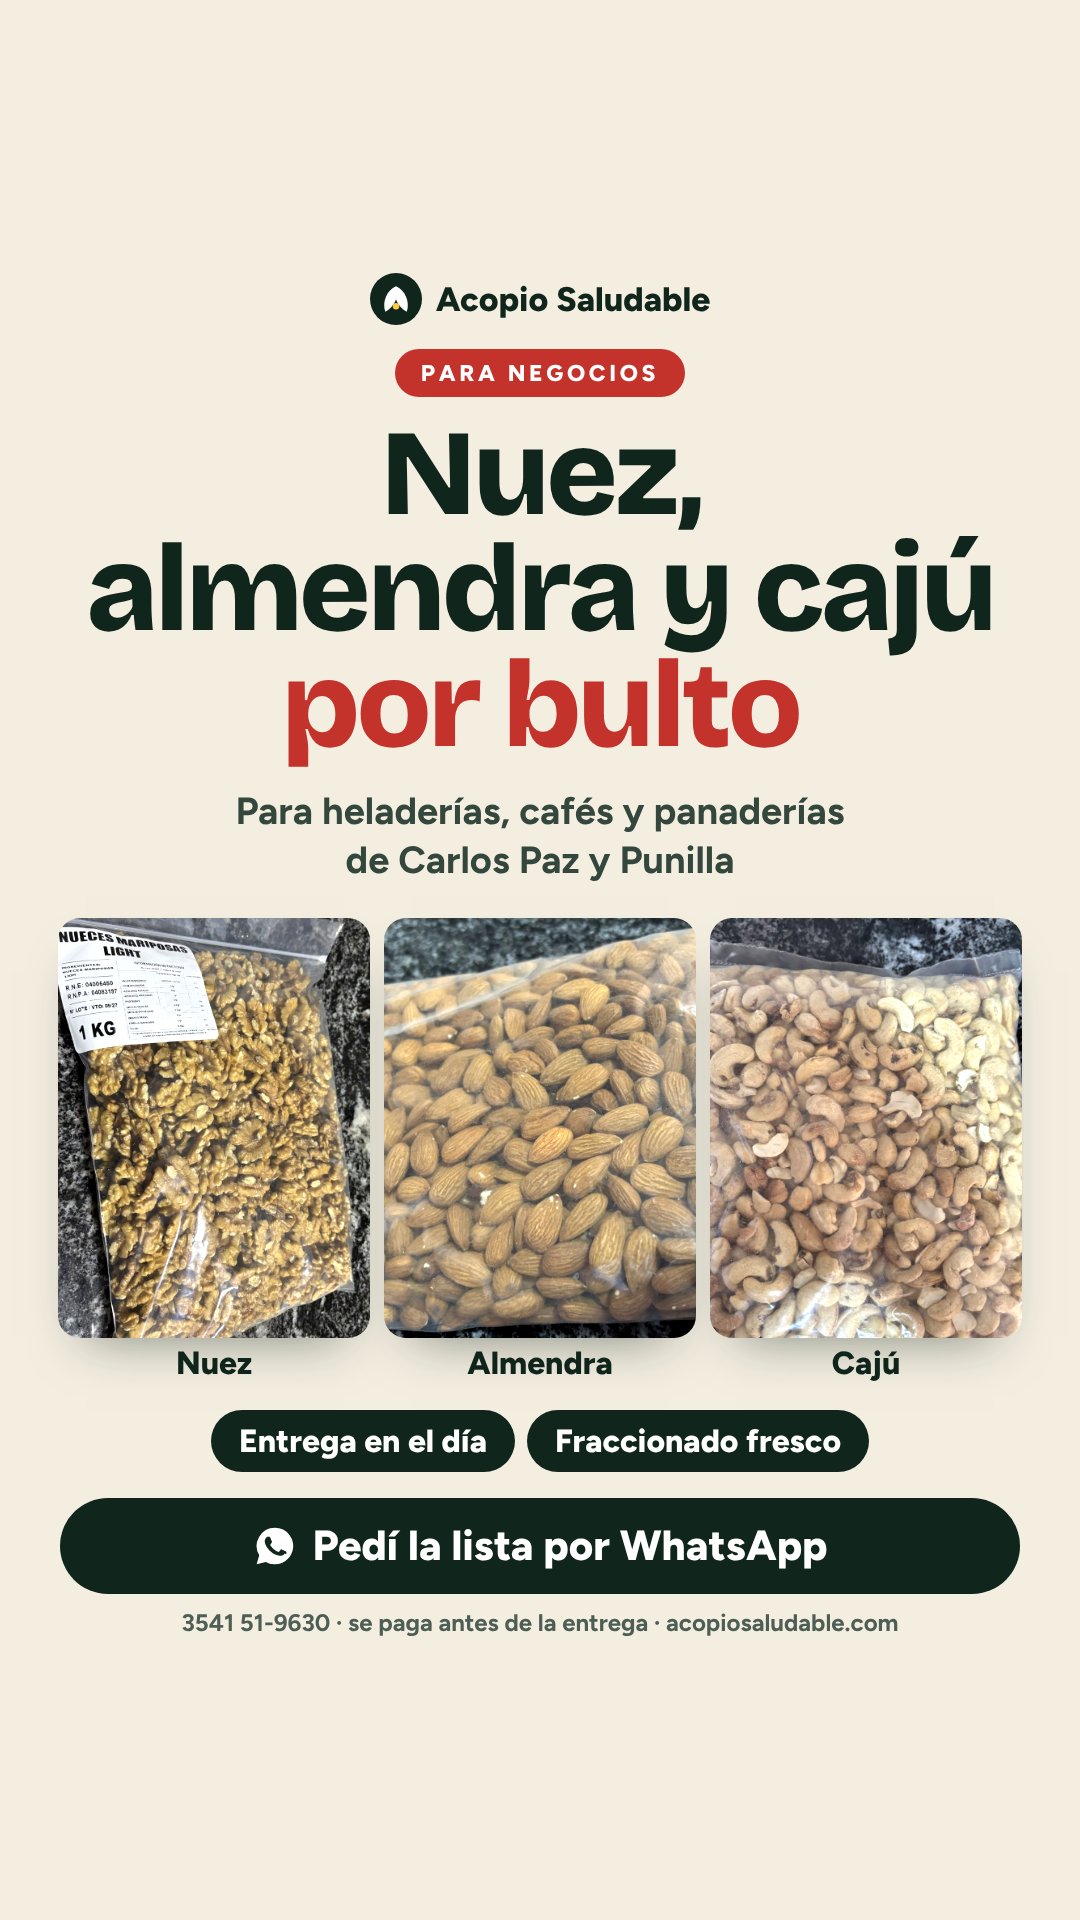 Acopio Saludable
PARA NEGOCIOS
Nuez,
almendra y cajú
por bulto
Para heladerías, cafés y panaderías
de Carlos Paz y Punilla
NUECES MARIPOSAS
LIGHT
R.N.E: 04005480
1 KG
Nuez
Almendra
Cajú
Entrega en el día
Fraccionado fresco
Pedí la lista por WhatsApp
3541 51-9630 · se paga antes de la entrega · acopiosaludable.com